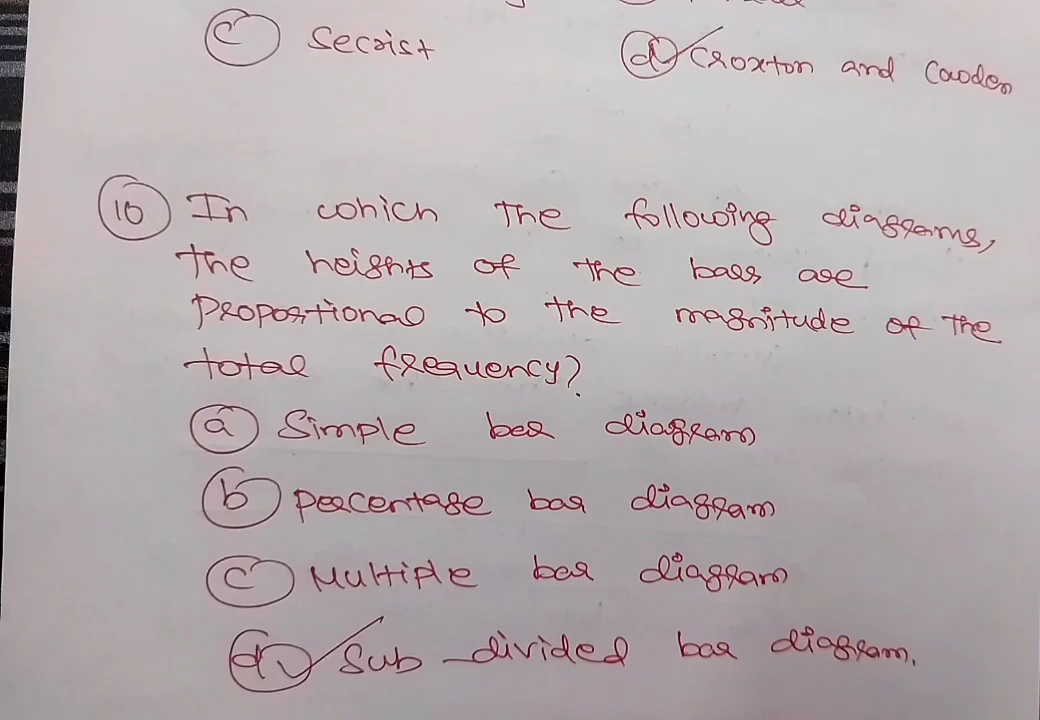 (c) Secrist (d) Croxton and Cowden
(10) In which the following diagrams,
the heights of the bars are
proportional to the magnitude of the
total frequency?
(a) Simple bar diagram
(b) percentage bar diagram
(c) Multiple bar diagram
(d) Sub-divided bar diagram.